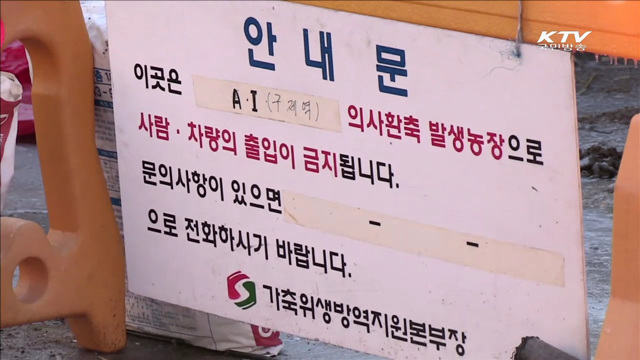 KTV
국민방송
안내문
이곳은 A·I(구제역) 의사환축 발생농장으로
사람·차량의 출입이 금지됩니다.
문의사항이 있으면 - -
으로 전화하시기 바랍니다.
가축위생방역지원본부장